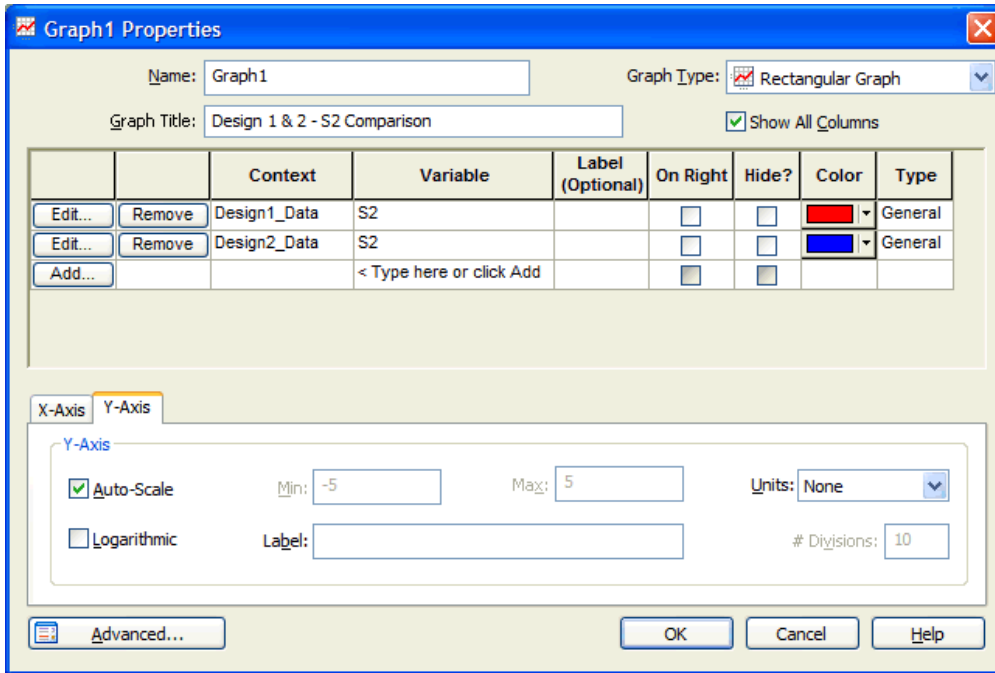 Graph1 Properties
Name: Graph1 Graph Type: Rectangular Graph
Graph Title: Design 1 & 2 - S2 Comparison Show All Columns
Context Variable Label (Optional) On Right Hide? Color Type
Edit... Remove Design1_Data S2 General
Edit... Remove Design2_Data S2 General
Add... < Type here or click Add
X-Axis Y-Axis
Y-Axis
Auto-Scale Min: -5 Max: 5 Units: None
Logarithmic Label: # Divisions: 10
Advanced... OK Cancel Help